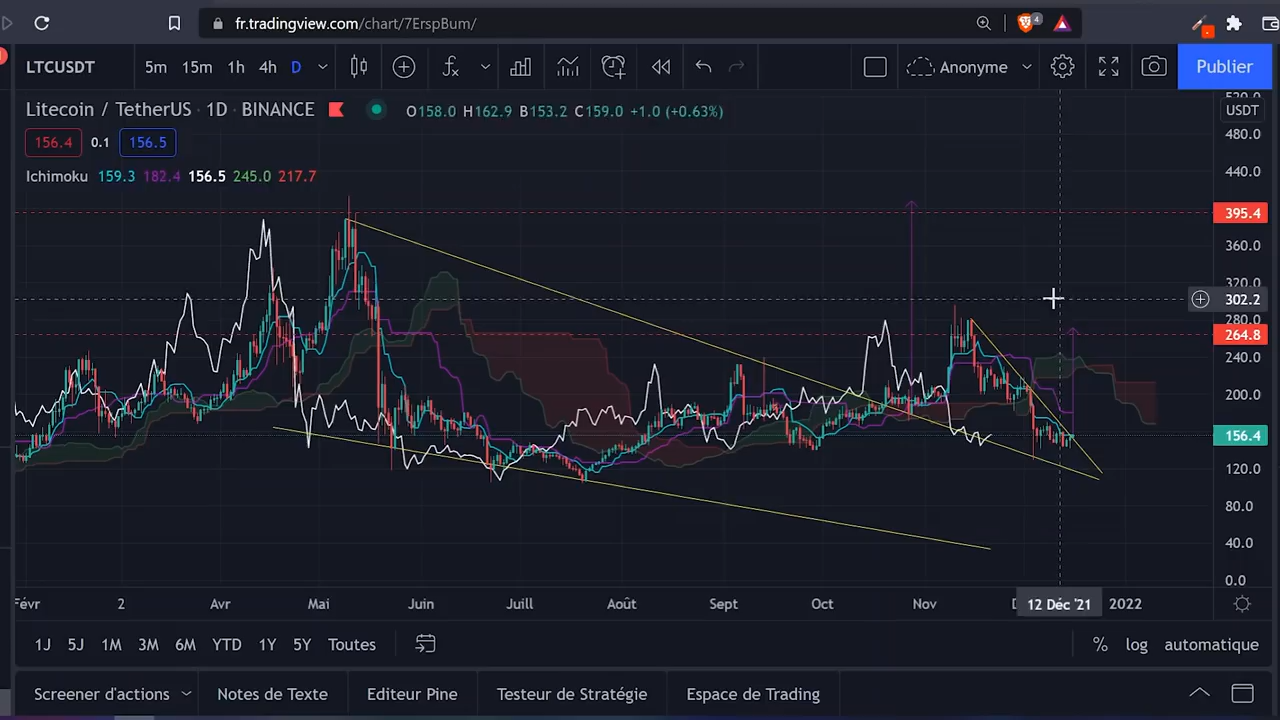 fr.tradingview.com/chart/7ErspBum/
4
LTCUSDT 5m 15m 1h 4h D Anonyme Publier
Litecoin / TetherUS · 1D · BINANCE O158.0 H162.9 B153.2 C159.0 +1.0 (+0.63%)
156.4 0.1 156.5
Ichimoku 159.3 182.4 156.5 245.0 217.7
520.0
USDT
480.0
440.0
395.4
360.0
320.0
302.2
280.0
264.8
240.0
200.0
156.4
120.0
80.0
40.0
0.0
Févr 2 Avr Mai Juin Juill Août Sept Oct Nov D 12 Déc '21 2022
1J 5J 1M 3M 6M YTD 1Y 5Y Toutes % log automatique
Screener d'actions Notes de Texte Editeur Pine Testeur de Stratégie Espace de Trading